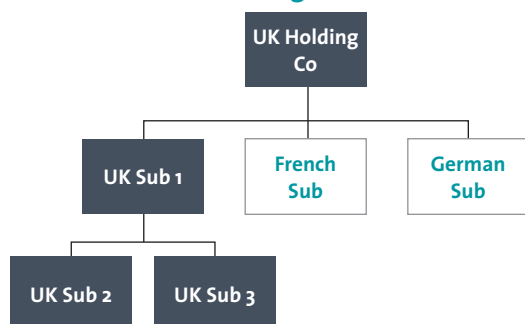 UK Holding
Co
UK Sub 1
French
Sub
German
Sub
UK Sub 2
UK Sub 3